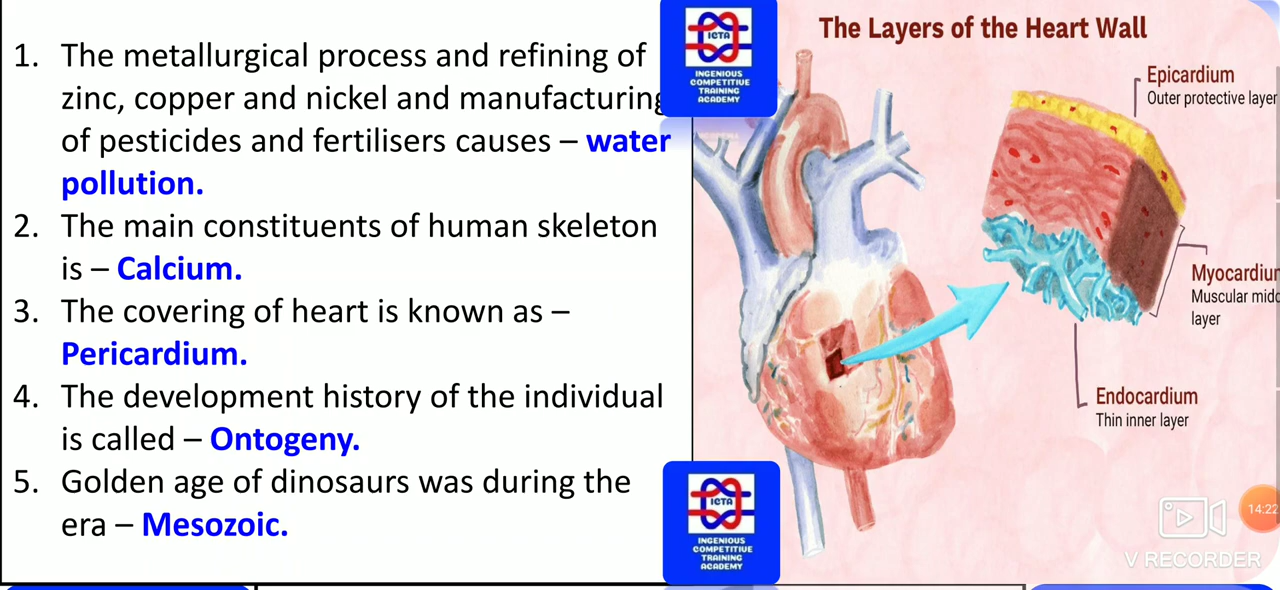 1. The metallurgical process and refining of
zinc, copper and nickel and manufacturing
of pesticides and fertilisers causes – water
pollution.
2. The main constituents of human skeleton
is – Calcium.
3. The covering of heart is known as –
Pericardium.
4. The development history of the individual
is called – Ontogeny.
5. Golden age of dinosaurs was during the
era – Mesozoic.
ICTA
INGENIOUS
COMPETITIVE
TRAINING
ACADEMY
The Layers of the Heart Wall
Epicardium
Outer protective layer
Myocardium
Muscular midd
layer
Endocardium
Thin inner layer
ICTA
INGENIOUS
COMPETITIVE
TRAINING
ACADEMY
14:22
V RECORDER